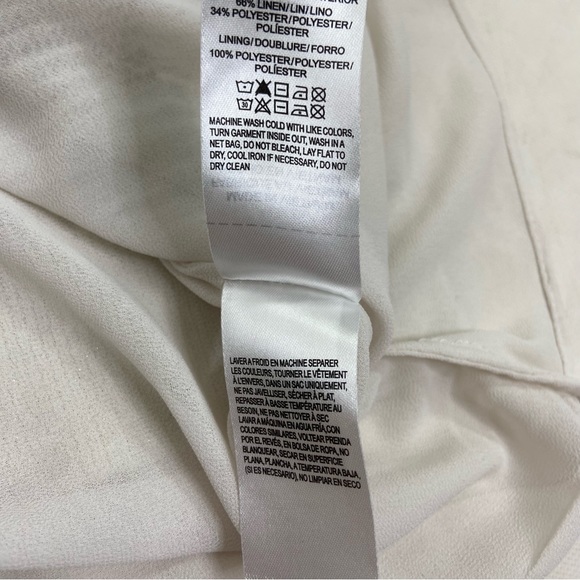 66% LINEN/LIN/LINO
34% POLYESTER/POLYESTER/
POLIÉSTER
LINING/DOUBLURE/FORRO
100% POLYESTER/POLYESTER/
POLIÉSTER
30
MACHINE WASH COLD WITH LIKE COLORS,
TURN GARMENT INSIDE OUT, WASH IN A
NET BAG, DO NOT BLEACH, LAY FLAT TO
DRY, COOL IRON IF NECESSARY, DO NOT
DRY CLEAN
LAVER A FROID EN MACHINE SEPARER
LES COULEURS, TOURNER LE VÊTEMENT
À L'ENVERS, DANS UN SAC UNIQUEMENT,
NE PAS JAVELLISER, SÉCHER À PLAT,
REPASSER À BASSE TEMPÉRATURE AU
BESOIN, NE PAS NETTOYER À SEC
LAVAR A MÁQUINA EN AGUA FRÍA,CON
COLORES SIMILARES, VOLTEAR PRENDA
POR EL REVÉS, EN BOLSA DE ROPA, NO
BLANQUEAR, SECAR EN SUPERFICIE
PLANA, PLANCHA, A TEMPERATURA BAJA,
(SI ES NECESARIO), NO LIMPIAR EN SECO